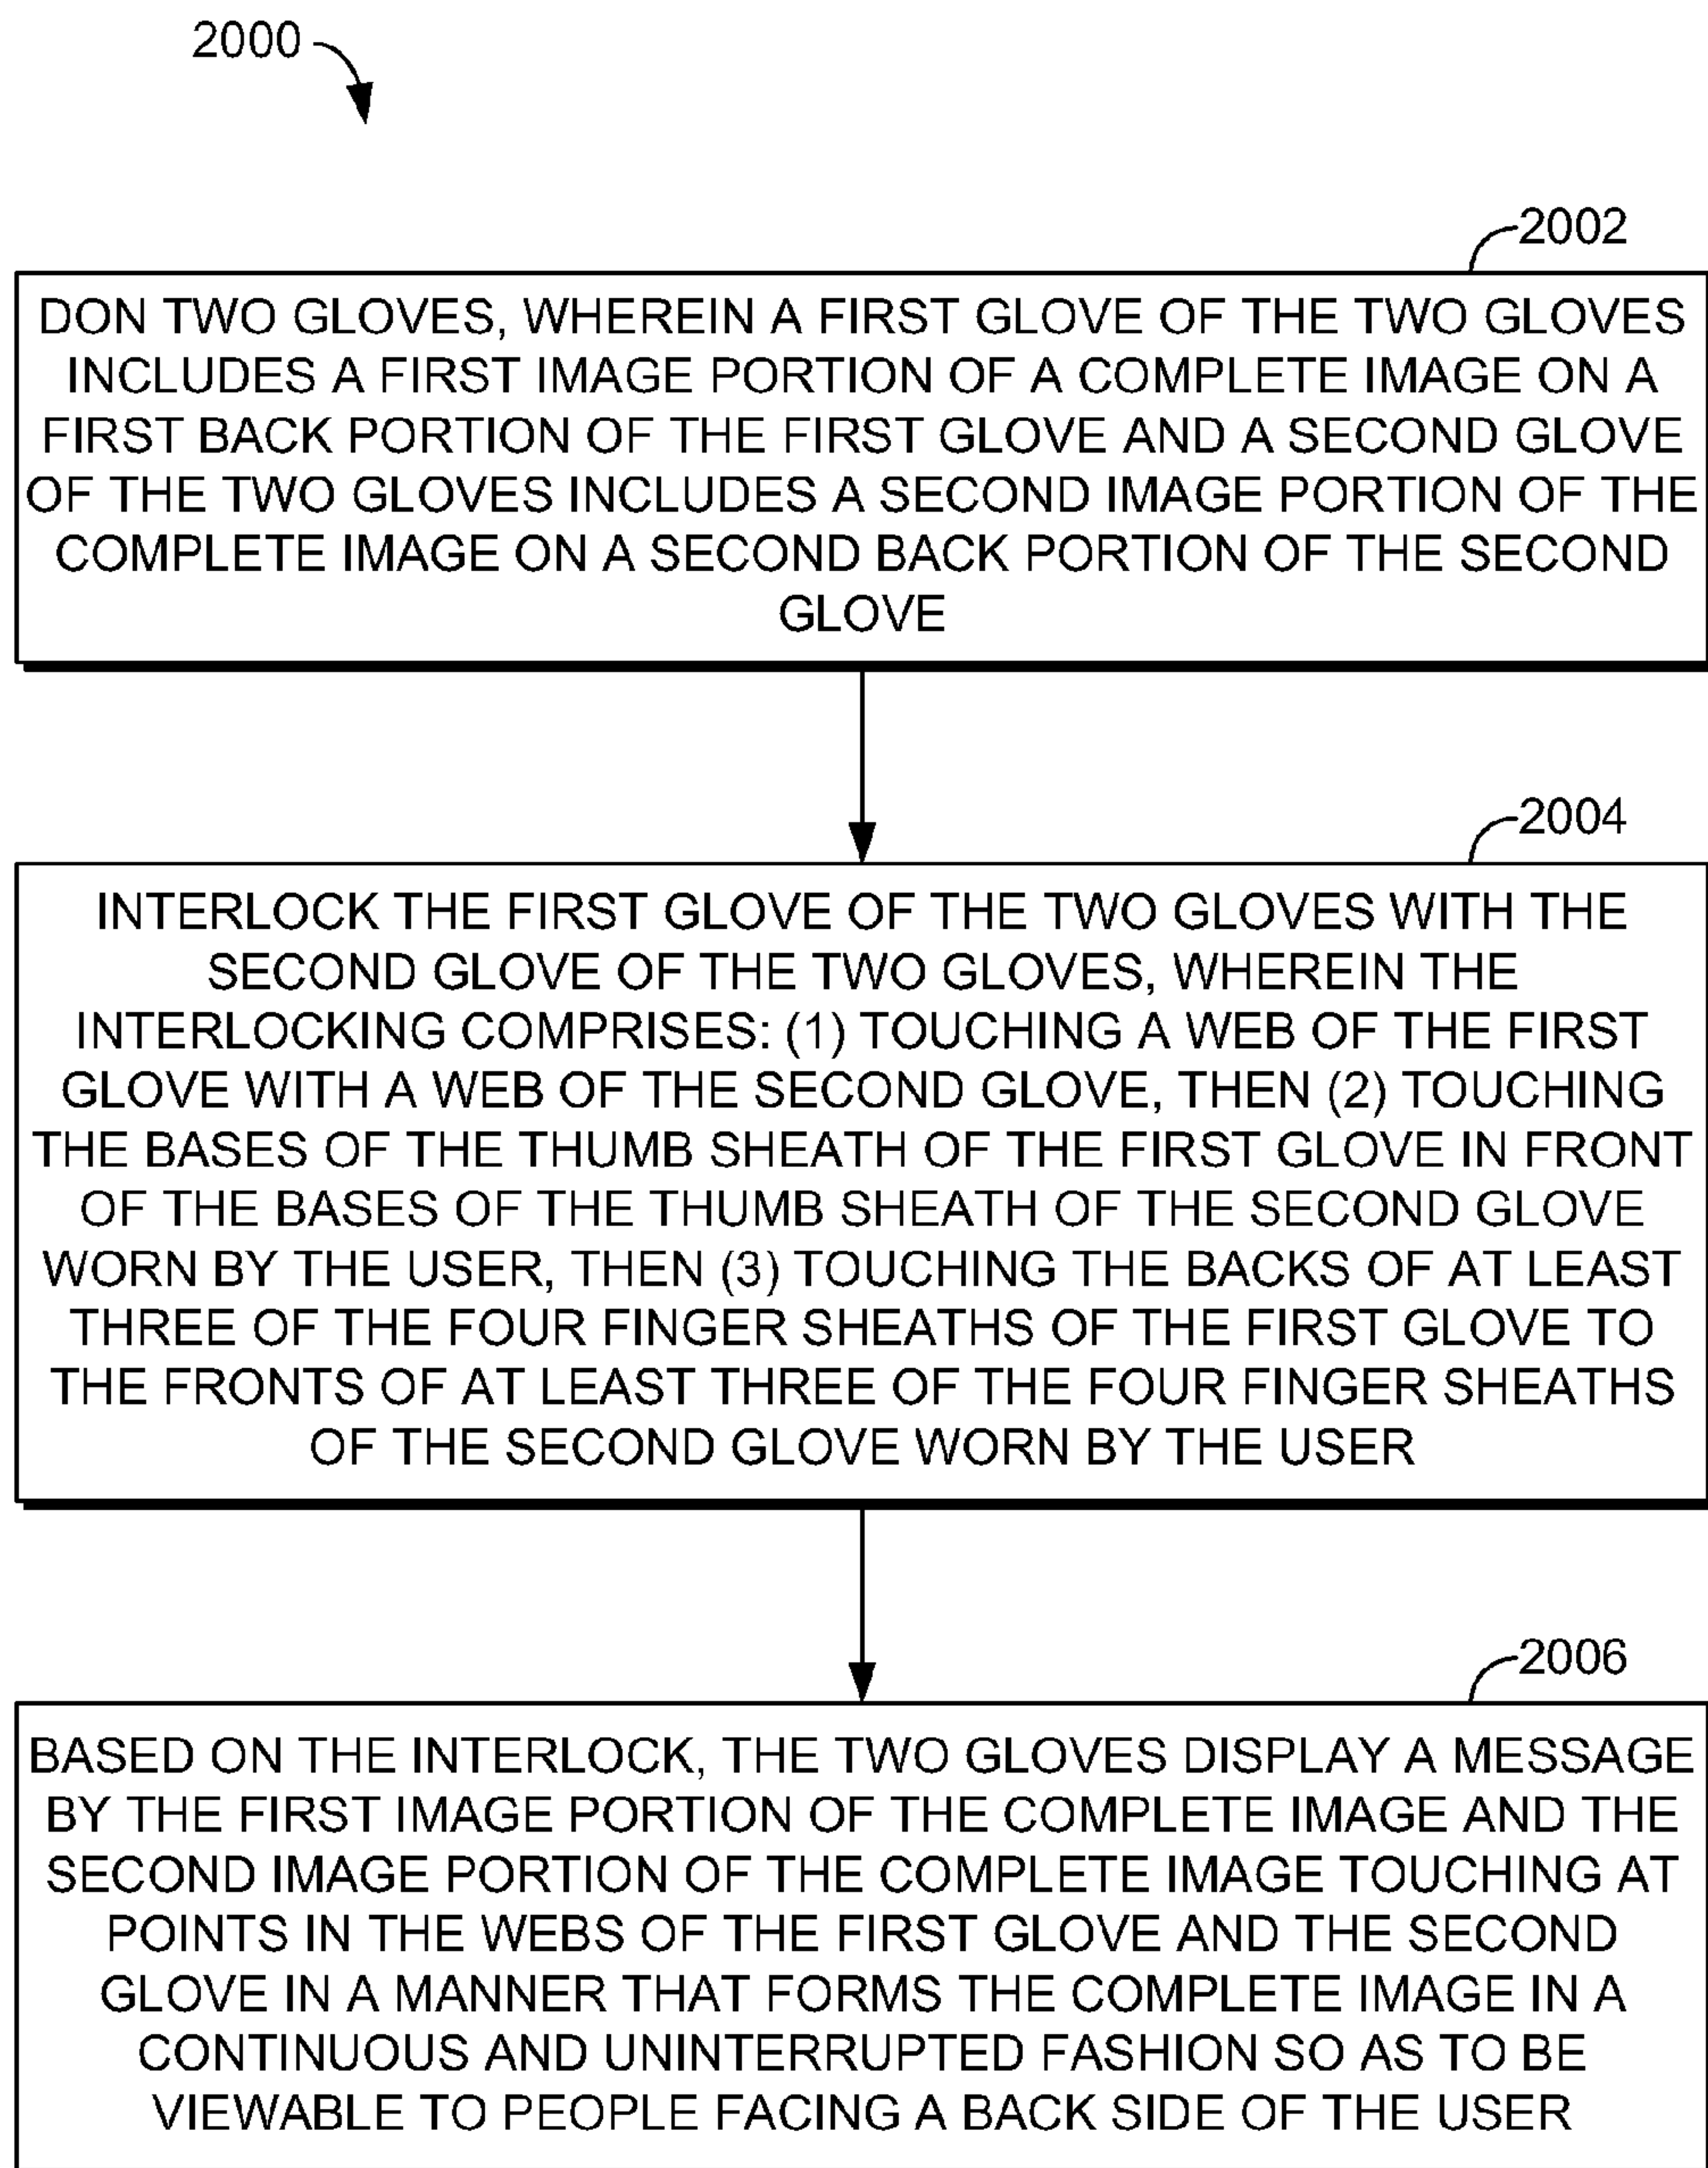 2000
2002
DON TWO GLOVES, WHEREIN A FIRST GLOVE OF THE TWO GLOVES
INCLUDES A FIRST IMAGE PORTION OF A COMPLETE IMAGE ON A
FIRST BACK PORTION OF THE FIRST GLOVE AND A SECOND GLOVE
OF THE TWO GLOVES INCLUDES A SECOND IMAGE PORTION OF THE
COMPLETE IMAGE ON A SECOND BACK PORTION OF THE SECOND
GLOVE
2004
INTERLOCK THE FIRST GLOVE OF THE TWO GLOVES WITH THE
SECOND GLOVE OF THE TWO GLOVES, WHEREIN THE
INTERLOCKING COMPRISES: (1) TOUCHING A WEB OF THE FIRST
GLOVE WITH A WEB OF THE SECOND GLOVE, THEN (2) TOUCHING
THE BASES OF THE THUMB SHEATH OF THE FIRST GLOVE IN FRONT
OF THE BASES OF THE THUMB SHEATH OF THE SECOND GLOVE
WORN BY THE USER, THEN (3) TOUCHING THE BACKS OF AT LEAST
THREE OF THE FOUR FINGER SHEATHS OF THE FIRST GLOVE TO
THE FRONTS OF AT LEAST THREE OF THE FOUR FINGER SHEATHS
OF THE SECOND GLOVE WORN BY THE USER
2006
BASED ON THE INTERLOCK, THE TWO GLOVES DISPLAY A MESSAGE
BY THE FIRST IMAGE PORTION OF THE COMPLETE IMAGE AND THE
SECOND IMAGE PORTION OF THE COMPLETE IMAGE TOUCHING AT
POINTS IN THE WEBS OF THE FIRST GLOVE AND THE SECOND
GLOVE IN A MANNER THAT FORMS THE COMPLETE IMAGE IN A
CONTINUOUS AND UNINTERRUPTED FASHION SO AS TO BE
VIEWABLE TO PEOPLE FACING A BACK SIDE OF THE USER